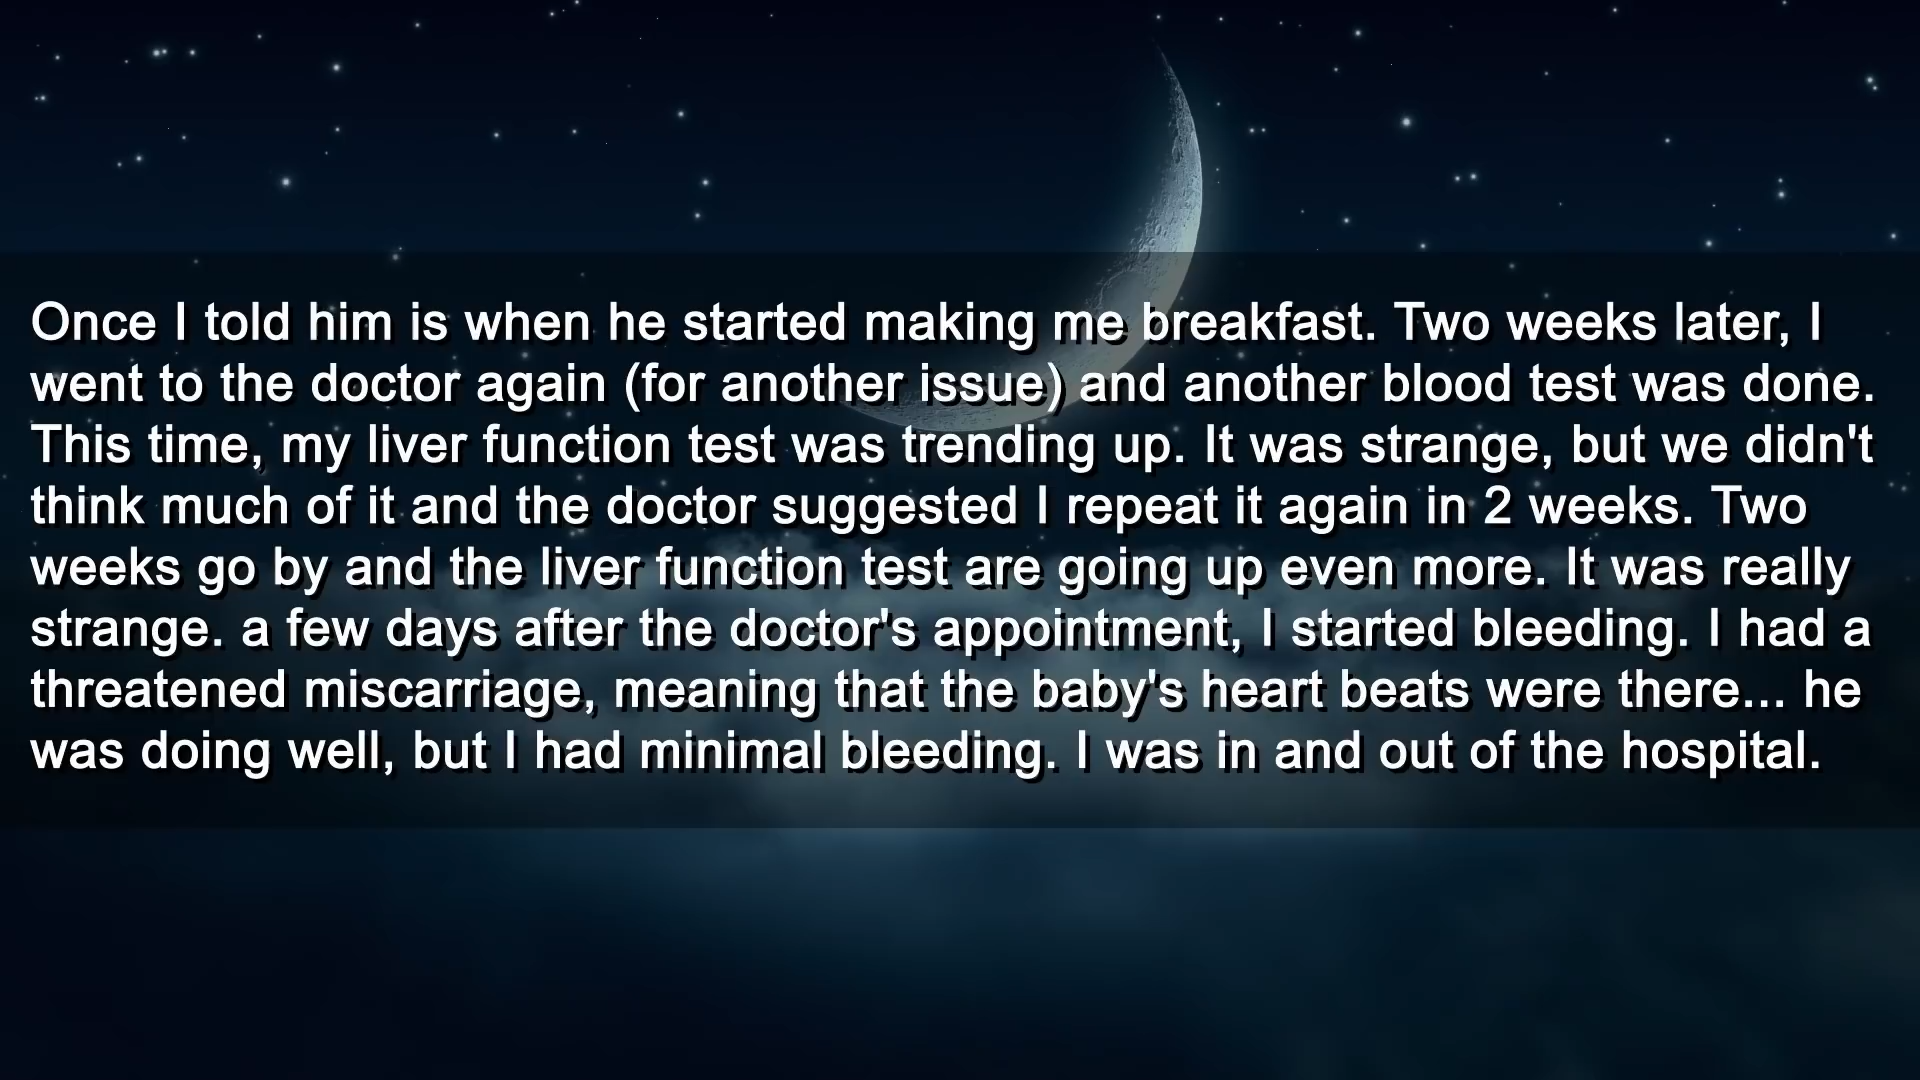 Once I told him is when he started making me breakfast. Two weeks later, I
went to the doctor again (for another issue) and another blood test was done.
This time, my liver function test was trending up. It was strange, but we didn't
think much of it and the doctor suggested I repeat it again in 2 weeks. Two
weeks go by and the liver function test are going up even more. It was really
strange. a few days after the doctor's appointment, I started bleeding. I had a
threatened miscarriage, meaning that the baby's heart beats were there... he
was doing well, but I had minimal bleeding. I was in and out of the hospital.